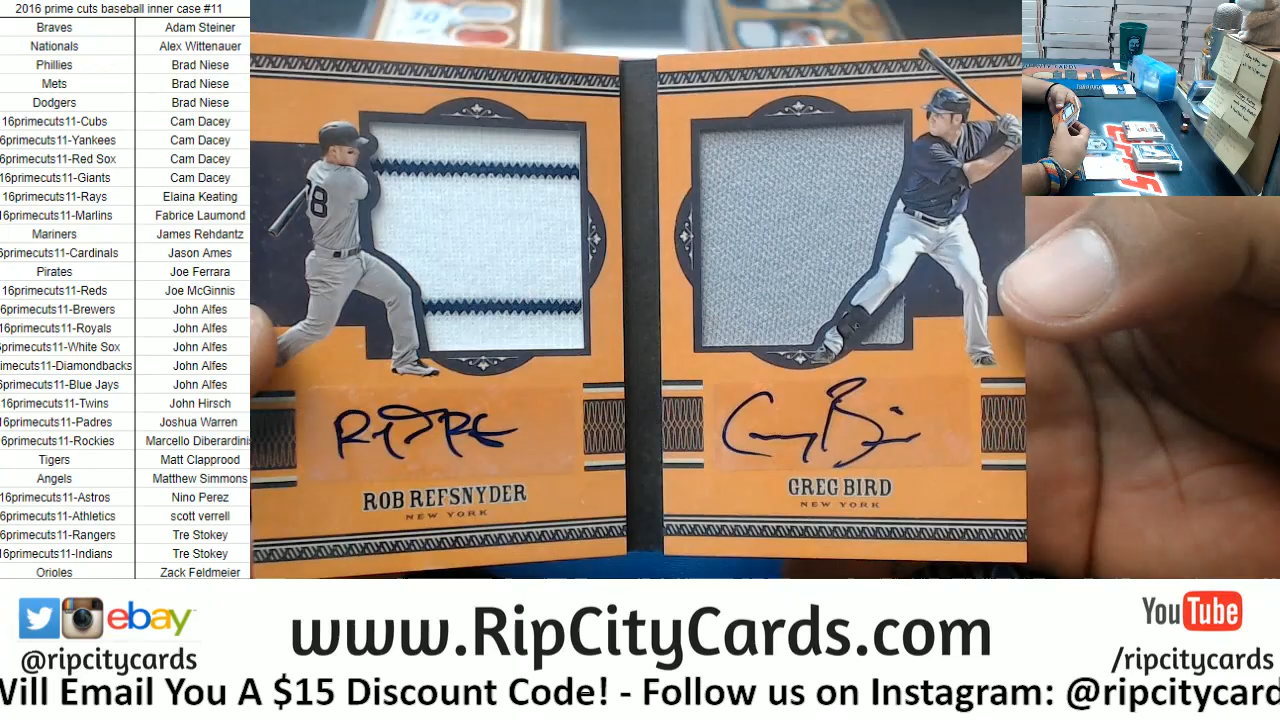 2016 prime cuts baseball inner case #11
Braves Adam Steiner
Nationals Alex Wittenauer
Phillies Brad Niese
Mets Brad Niese
Dodgers Brad Niese
16primecuts11-Cubs Cam Dacey
6primecuts11-Yankees Cam Dacey
6primecuts11-Red Sox Cam Dacey
6primecuts11-Giants Cam Dacey
16primecuts11-Rays Elaina Keating
6primecuts11-Marlins Fabrice Laumond
Mariners James Rehdantz
6primecuts11-Cardinals Jason Ames
Pirates Joe Ferrara
16primecuts11-Reds Joe McGinnis
6primecuts11-Brewers John Alfes
6primecuts11-Royals John Alfes
6primecuts11-White Sox John Alfes
imecuts11-Diamondbacks John Alfes
6primecuts11-Blue Jays John Alfes
16primecuts11-Twins John Hirsch
6primecuts11-Padres Joshua Warren
6primecuts11-Rockies Marcello Diberardini
Tigers Matt Clapprood
Angels Matthew Simmons
16primecuts11-Astros Nino Perez
6primecuts11-Athletics scott verrell
6primecuts11-Rangers Tre Stokey
6primecuts11-Indians Tre Stokey
Orioles Zack Feldmeier
28
ROB REFSNYDER
NEW YORK
Greg Bird
GREG BIRD
NEW YORK
ebay
@ripcitycards
www.RipCityCards.com
YouTube
/ripcitycards
Will Email You A $15 Discount Code! - Follow us on Instagram: @ripcitycard